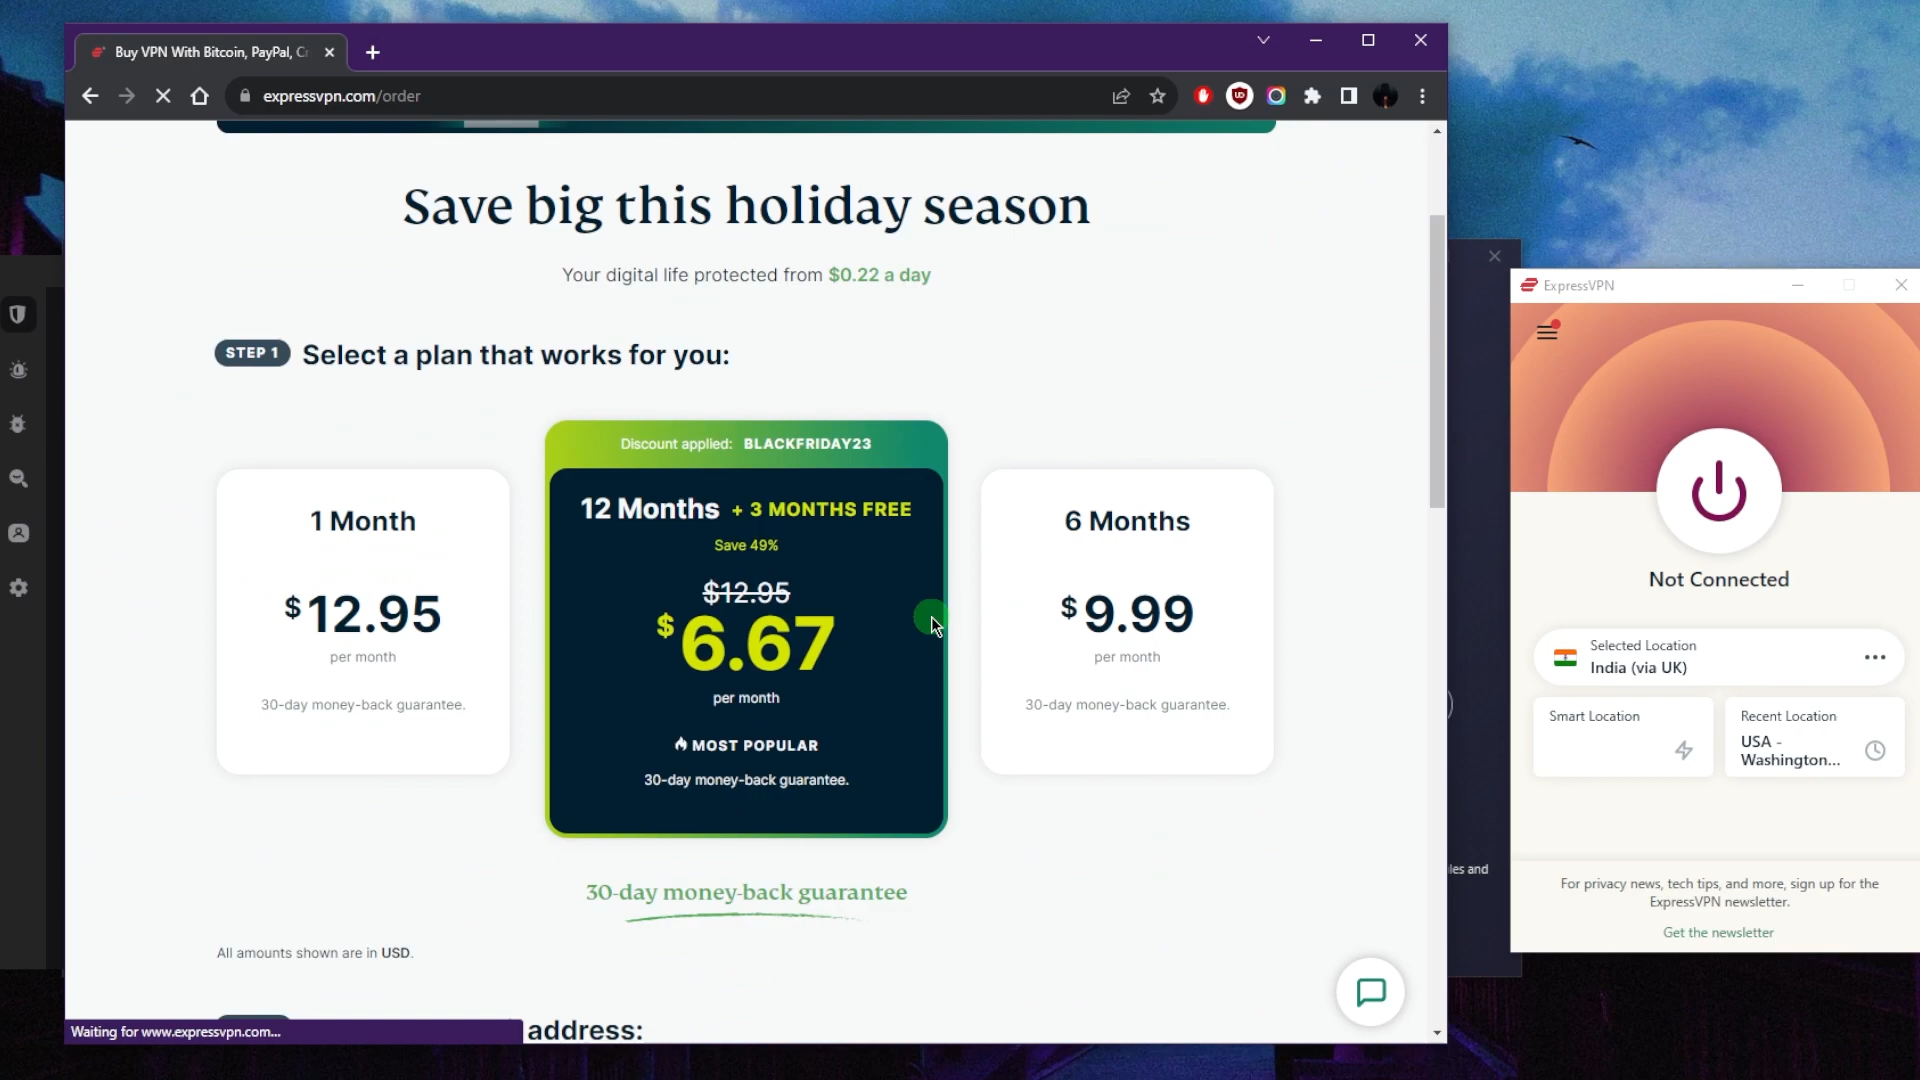 Buy VPN With Bitcoin, PayPal, Cr
expressvpn.com/order
Save big this holiday season
Your digital life protected from $0.22 a day
STEP 1 Select a plan that works for you:
Discount applied: BLACKFRIDAY23
1 Month
$12.95
per month
30-day money-back guarantee.
12 Months + 3 MONTHS FREE
Save 49%
$12.95
$6.67
per month
MOST POPULAR
30-day money-back guarantee.
6 Months
$9.99
per month
30-day money-back guarantee.
30-day money-back guarantee
All amounts shown are in USD.
address:
Waiting for www.expressvpn.com...
les and
ExpressVPN
Not Connected
Selected Location
India (via UK)
Smart Location
Recent Location
USA -
Washington...
For privacy news, tech tips, and more, sign up for the
ExpressVPN newsletter.
Get the newsletter